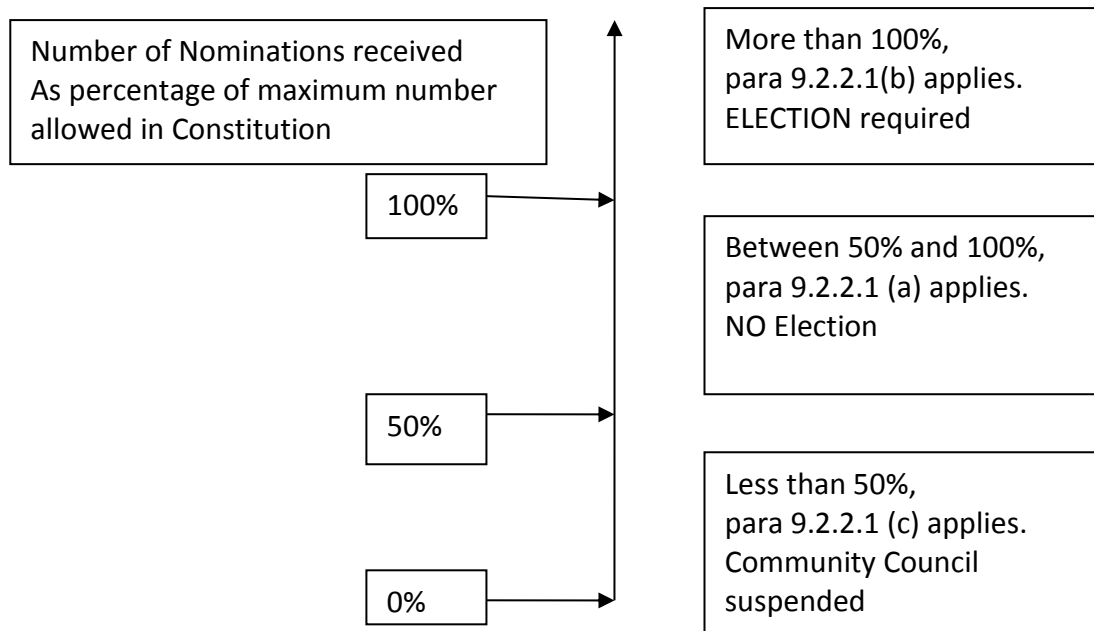 Number of Nominations received
As percentage of maximum number
allowed in Constitution
More than 100%,
para 9.2.2.1(b) applies.
ELECTION required
100%
Between 50% and 100%,
para 9.2.2.1 (a) applies.
NO Election
50%
Less than 50%,
para 9.2.2.1 (c) applies.
Community Council
suspended
0%